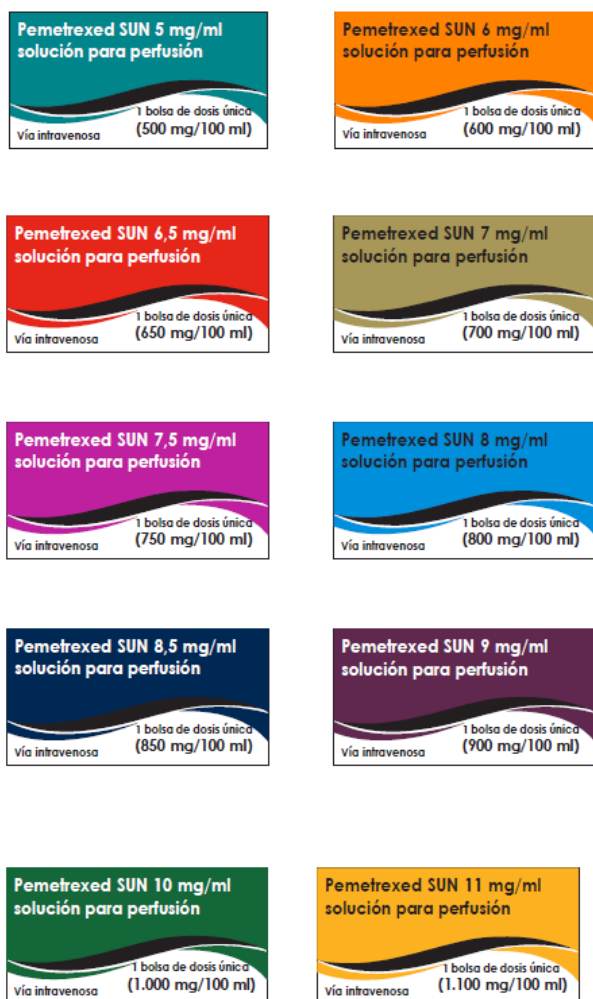 Pemetrexed SUN 5 mg/ml
solución para perfusión
1 bolsa de dosis única
(500 mg/100 ml)
Vía intravenosa
Pemetrexed SUN 6 mg/ml
solución para perfusión
1 bolsa de dosis única
(600 mg/100 ml)
Vía intravenosa
Pemetrexed SUN 6,5 mg/ml
solución para perfusión
1 bolsa de dosis única
(650 mg/100 ml)
Vía intravenosa
Pemetrexed SUN 7 mg/ml
solución para perfusión
1 bolsa de dosis única
(700 mg/100 ml)
Vía intravenosa
Pemetrexed SUN 7,5 mg/ml
solución para perfusión
1 bolsa de dosis única
(750 mg/100 ml)
Vía intravenosa
Pemetrexed SUN 8 mg/ml
solución para perfusión
1 bolsa de dosis única
(800 mg/100 ml)
Vía intravenosa
Pemetrexed SUN 8,5 mg/ml
solución para perfusión
1 bolsa de dosis única
(850 mg/100 ml)
Vía intravenosa
Pemetrexed SUN 9 mg/ml
solución para perfusión
1 bolsa de dosis única
(900 mg/100 ml)
Vía intravenosa
Pemetrexed SUN 10 mg/ml
solución para perfusión
1 bolsa de dosis única
(1.000 mg/100 ml)
Vía intravenosa
Pemetrexed SUN 11 mg/ml
solución para perfusión
1 bolsa de dosis única
(1.100 mg/100 ml)
Vía intravenosa